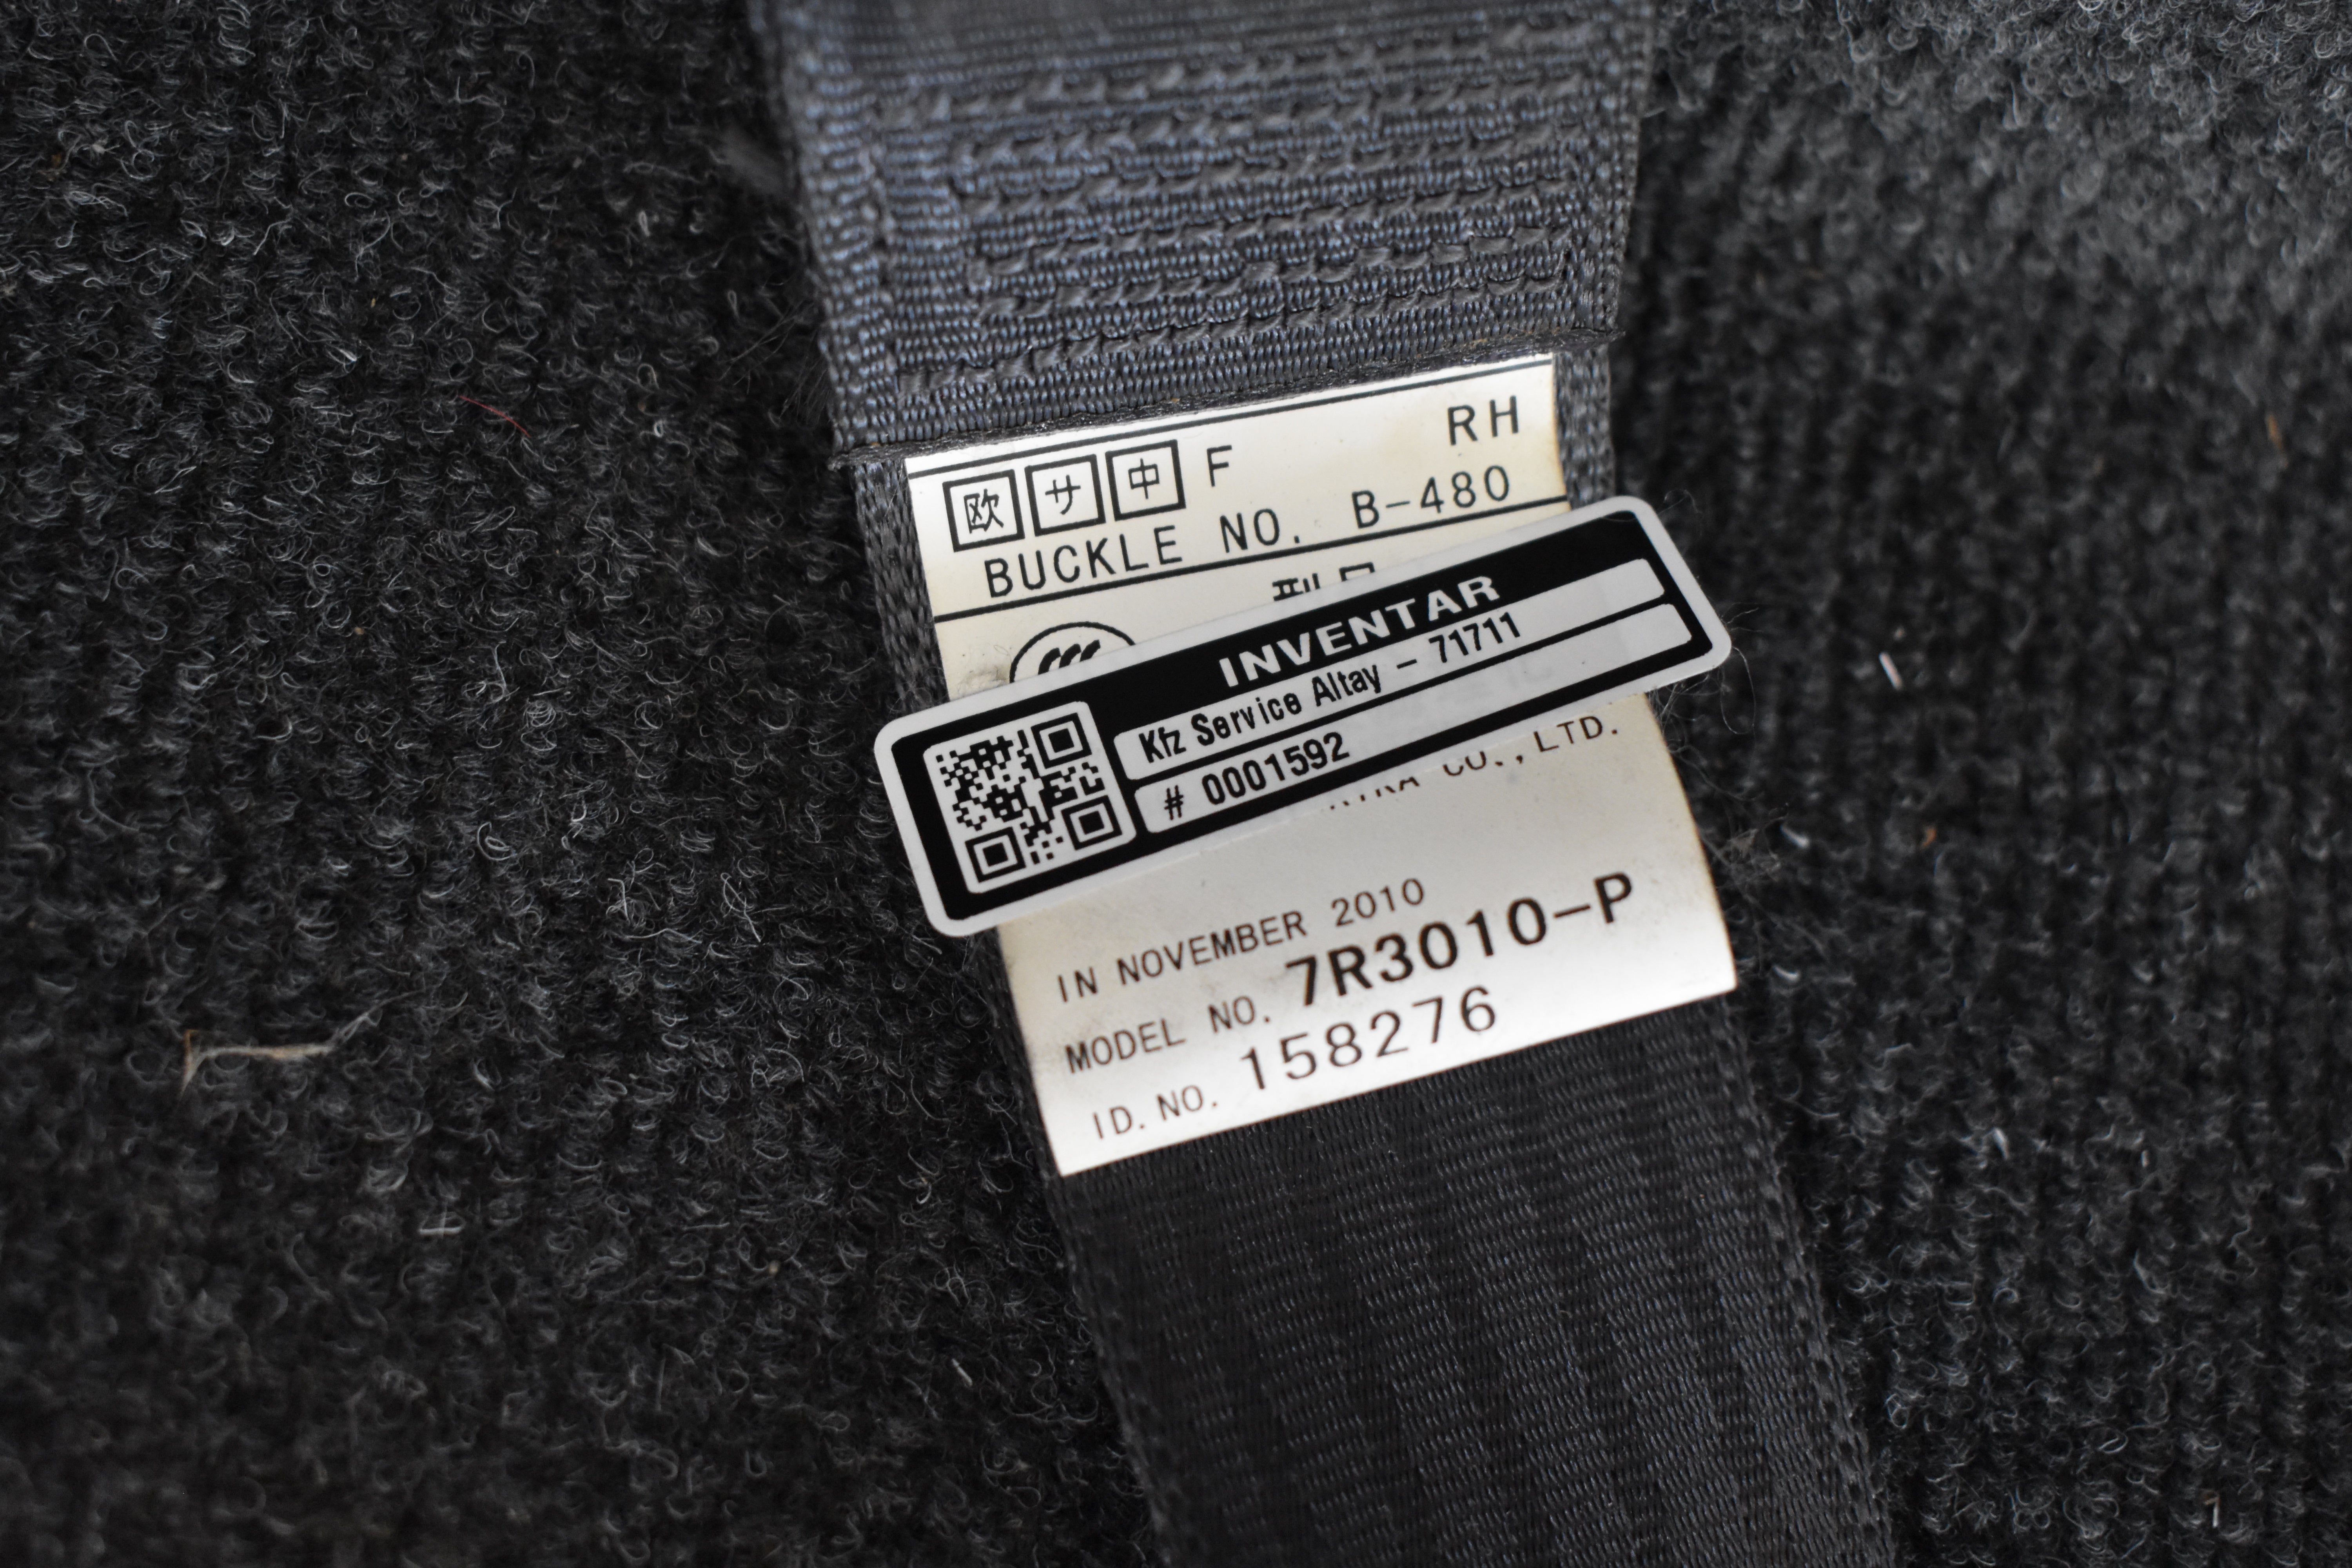 欧 サ 中 F RH
BUCKLE NO. B-480
INVENTAR
Kfz Service Altay - 71711
# 0001592
CO., LTD.
IN NOVEMBER 2010
MODEL NO. 7R3010-P
ID. NO. 158276